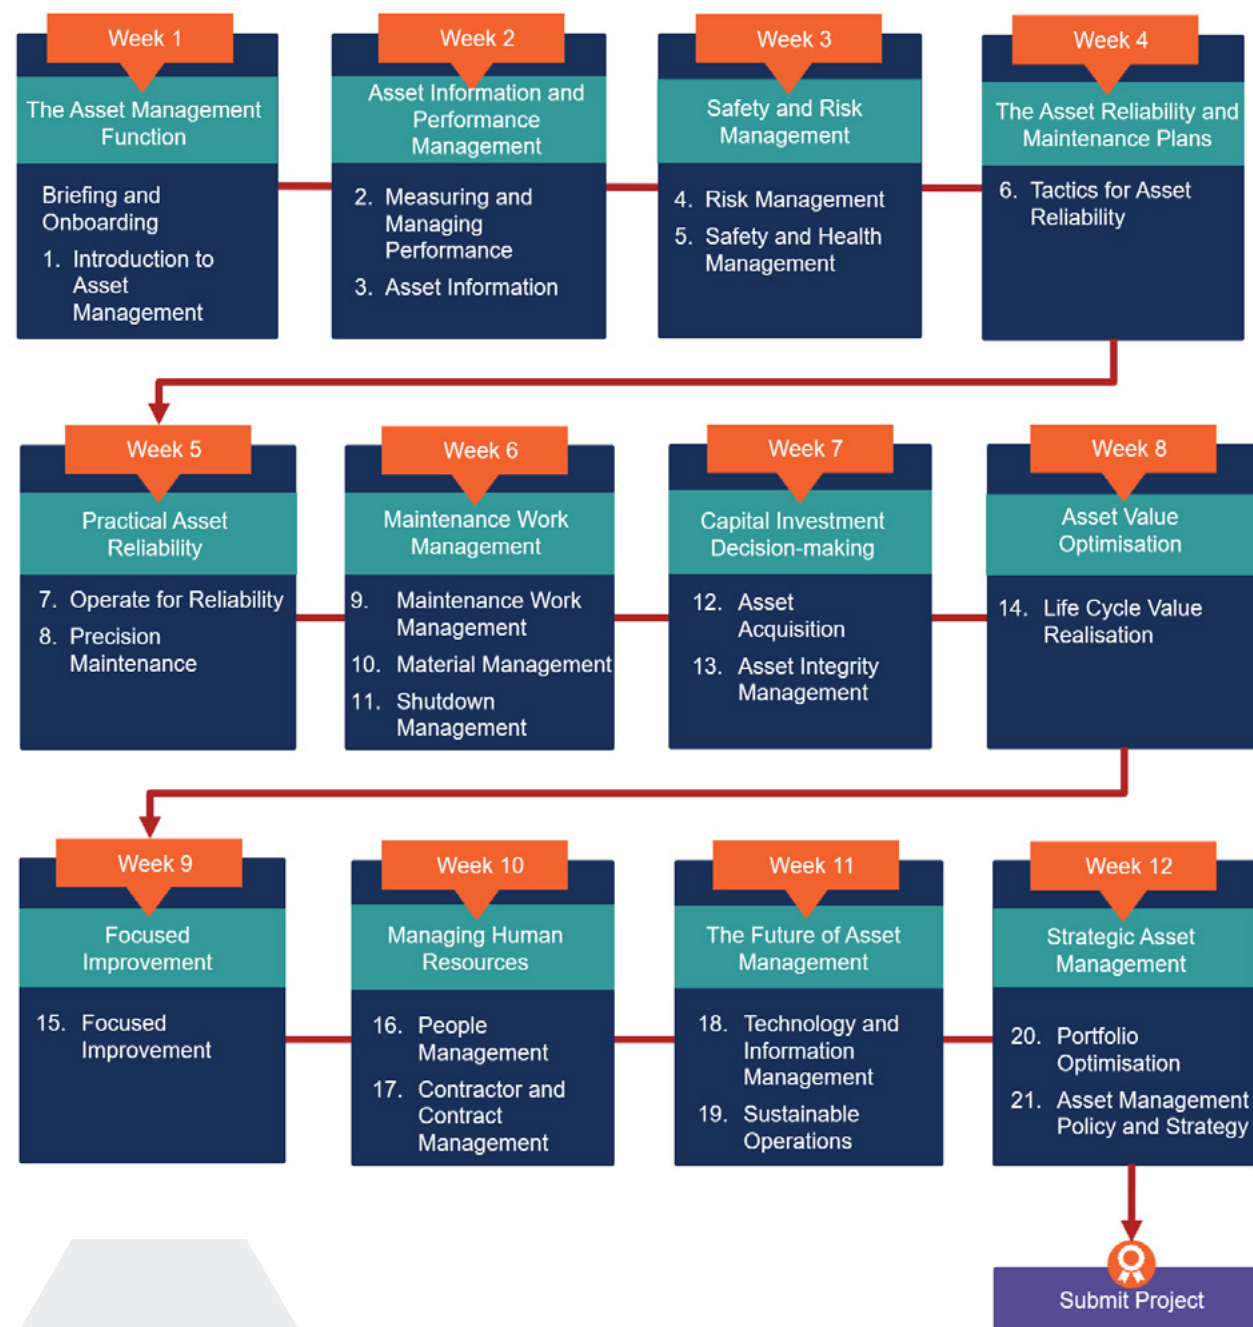 Week 1
The Asset Management
Function
Briefing and
Onboarding
1. Introduction to
Asset
Management
Week 2
Asset Information and
Performance
Management
2. Measuring and
Managing
Performance
3. Asset Information
Week 3
Safety and Risk
Management
4. Risk Management
5. Safety and Health
Management
Week 4
The Asset Reliability and
Maintenance Plans
6. Tactics for Asset
Reliability
Week 5
Practical Asset
Reliability
7. Operate for Reliability
8. Precision
Maintenance
Week 6
Maintenance Work
Management
9. Maintenance Work
Management
10. Material Management
11. Shutdown
Management
Week 7
Capital Investment
Decision-making
12. Asset
Acquisition
13. Asset Integrity
Management
Week 8
Asset Value
Optimisation
14. Life Cycle Value
Realisation
Week 9
Focused
Improvement
15. Focused
Improvement
Week 10
Managing Human
Resources
16. People
Management
17. Contractor and
Contract
Management
Week 11
The Future of Asset
Management
18. Technology and
Information
Management
19. Sustainable
Operations
Week 12
Strategic Asset
Management
20. Portfolio
Optimisation
21. Asset Management
Policy and Strategy
Submit Project